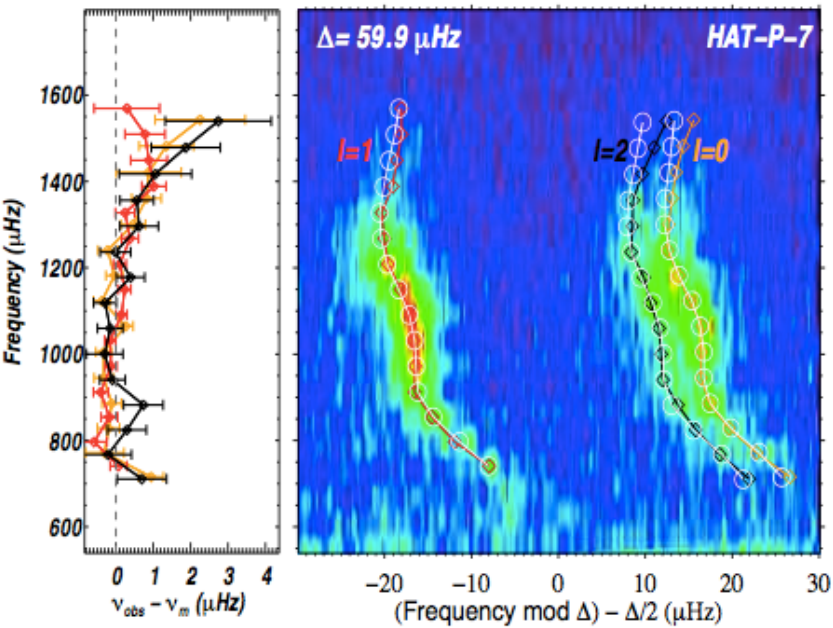 Δ= 59.9 μHz
HAT-P-7
l=1
l=2
l=0
Frequency (μHz)
1600
1400
1200
1000
800
600
0 1 2 3 4
ν_obs - ν_m (μHz)
-20 -10 0 10 20 30
(Frequency mod Δ) - Δ/2 (μHz)